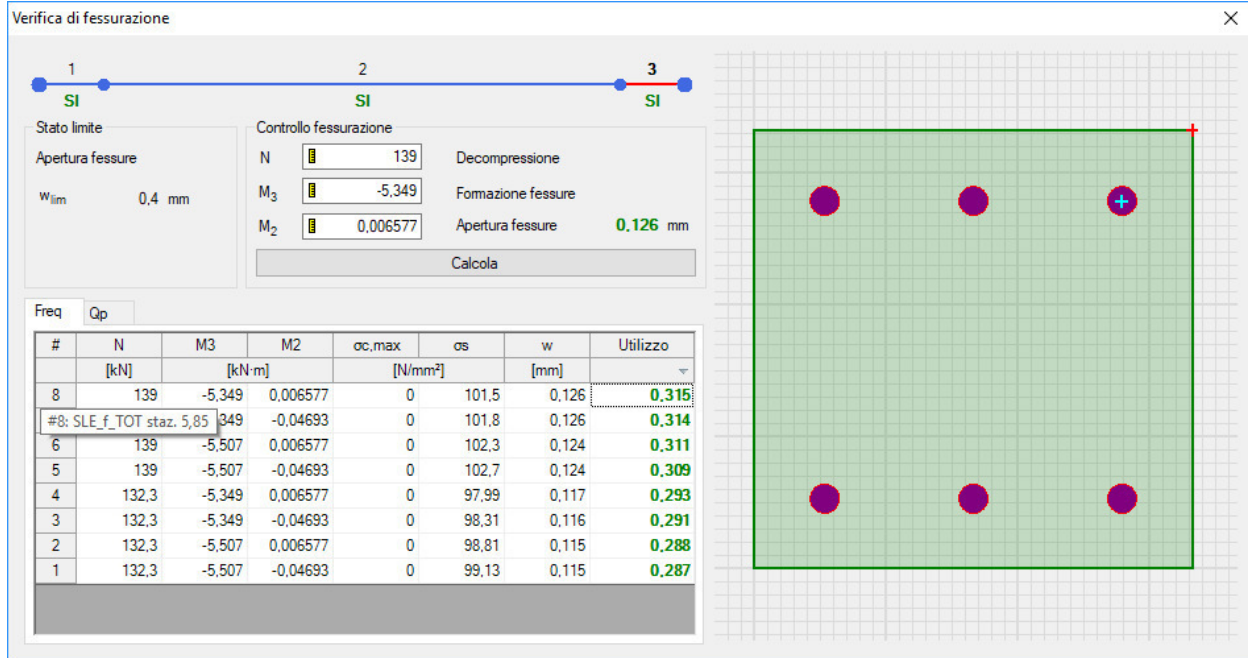 Verifica di fessurazione
1 2 3
SI SI SI
Stato limite
Apertura fessure
wlim 0,4 mm
Controllo fessurazione
N 139 Decompressione
M3 -5,349 Formazione fessure
M2 0,006577 Apertura fessure 0,126 mm
Calcola
Freq Qp
# N M3 M2 σc,max σs w Utilizzo
[kN] [kN·m] [N/mm²] [mm]
8 139 -5,349 0,006577 0 101,5 0,126 0,315
#8: SLE_f_TOT staz. 5,85 349 -0,04693 0 101,8 0,126 0,314
6 139 -5,507 0,006577 0 102,3 0,124 0,311
5 139 -5,507 -0,04693 0 102,7 0,124 0,309
4 132,3 -5,349 0,006577 0 97,99 0,117 0,293
3 132,3 -5,349 -0,04693 0 98,31 0,116 0,291
2 132,3 -5,507 0,006577 0 98,81 0,115 0,288
1 132,3 -5,507 -0,04693 0 99,13 0,115 0,287